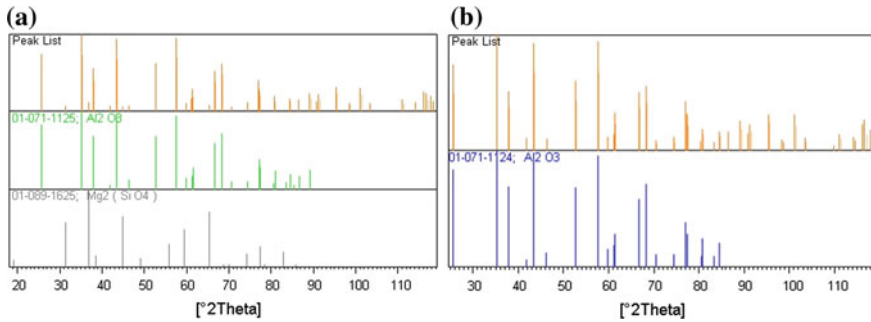 (a)
Peak List
01-071-1125; Al2 O3
01-089-1625; Mg2 ( Si O4 )
20 30 40 50 60 70 80 90 100 110
[°2Theta]
(b)
Peak List
01-071-1124; Al2 O3
30 40 50 60 70 80 90 100 110
[°2Theta]